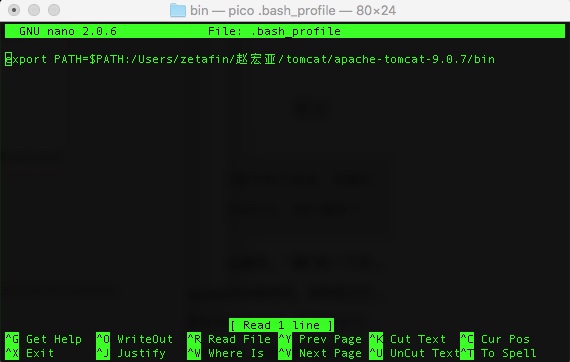 bin — pico .bash_profile — 80×24
GNU nano 2.0.6 File: .bash_profile
export PATH=$PATH:/Users/zetafin/赵宏亚/tomcat/apache-tomcat-9.0.7/bin
[ Read 1 line ]
^G Get Help ^O WriteOut ^R Read File ^Y Prev Page ^K Cut Text ^C Cur Pos
^X Exit ^J Justify ^W Where Is ^V Next Page ^U UnCut Text ^T To Spell